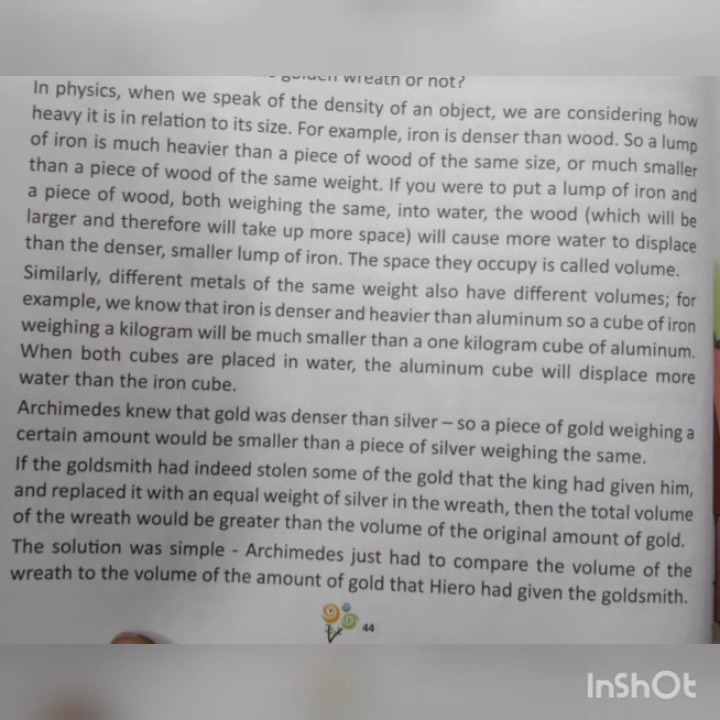 golden wreath or not?
In physics, when we speak of the density of an object, we are considering how
heavy it is in relation to its size. For example, iron is denser than wood. So a lump
of iron is much heavier than a piece of wood of the same size, or much smaller
than a piece of wood of the same weight. If you were to put a lump of iron and
a piece of wood, both weighing the same, into water, the wood (which will be
larger and therefore will take up more space) will cause more water to displace
than the denser, smaller lump of iron. The space they occupy is called volume.
Similarly, different metals of the same weight also have different volumes; for
example, we know that iron is denser and heavier than aluminum so a cube of iron
weighing a kilogram will be much smaller than a one kilogram cube of aluminum.
When both cubes are placed in water, the aluminum cube will displace more
water than the iron cube.
Archimedes knew that gold was denser than silver – so a piece of gold weighing a
certain amount would be smaller than a piece of silver weighing the same.
If the goldsmith had indeed stolen some of the gold that the king had given him,
and replaced it with an equal weight of silver in the wreath, then the total volume
of the wreath would be greater than the volume of the original amount of gold.
The solution was simple - Archimedes just had to compare the volume of the
wreath to the volume of the amount of gold that Hiero had given the goldsmith.
44
InShOt